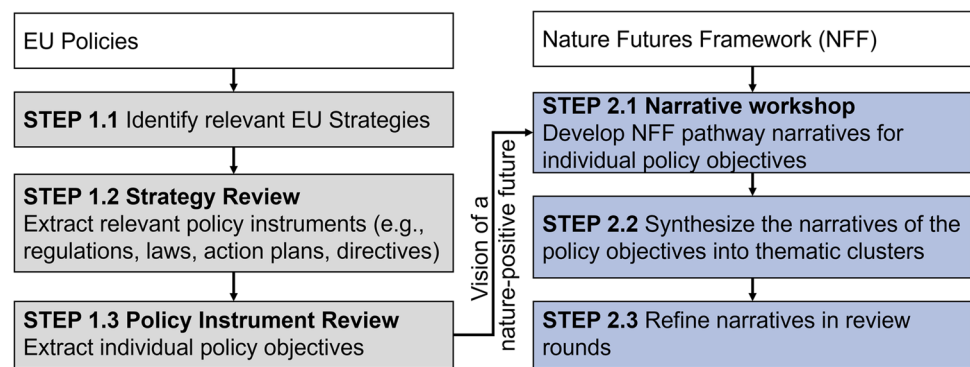 EU Policies
STEP 1.1 Identify relevant EU Strategies
STEP 1.2 Strategy Review
Extract relevant policy instruments (e.g.,
regulations, laws, action plans, directives)
STEP 1.3 Policy Instrument Review
Extract individual policy objectives
Vision of a
nature-positive future
Nature Futures Framework (NFF)
STEP 2.1 Narrative workshop
Develop NFF pathway narratives for
individual policy objectives
STEP 2.2 Synthesize the narratives of the
policy objectives into thematic clusters
STEP 2.3 Refine narratives in review
rounds